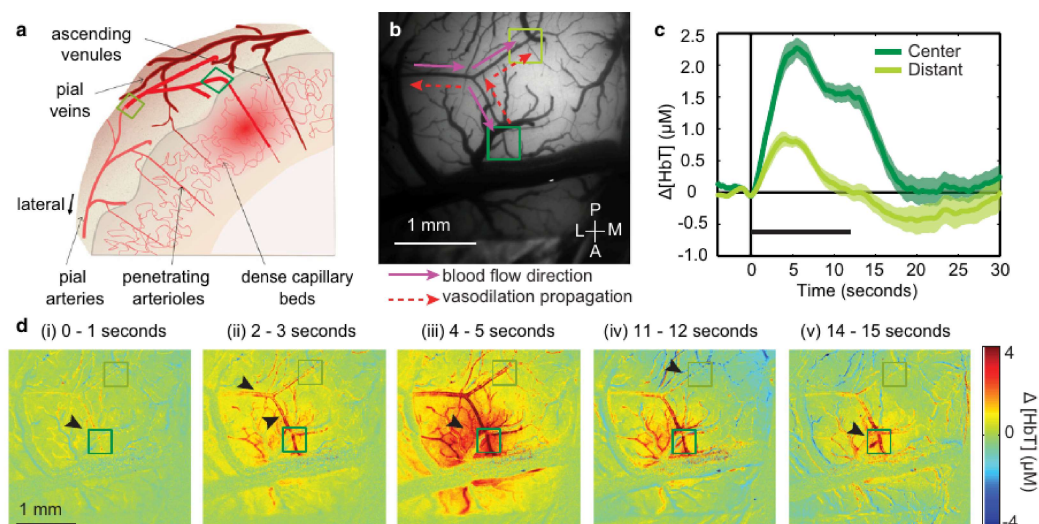 a
ascending
venules
pial
veins
lateral
pial
arteries
penetrating
arterioles
dense capillary
beds
b
1 mm
P
L M
A
blood flow direction
vasodilation propagation
c
Center
Distant
Δ[HbT] (μM)
2.5
2.0
1.5
1.0
0.5
0
-0.5
-1.0
0 5 10 15 20 25 30
Time (seconds)
d
(i) 0 - 1 seconds
(ii) 2 - 3 seconds
(iii) 4 - 5 seconds
(iv) 11 - 12 seconds
(v) 14 - 15 seconds
1 mm
4
0
-4
Δ [HbT] (μM)